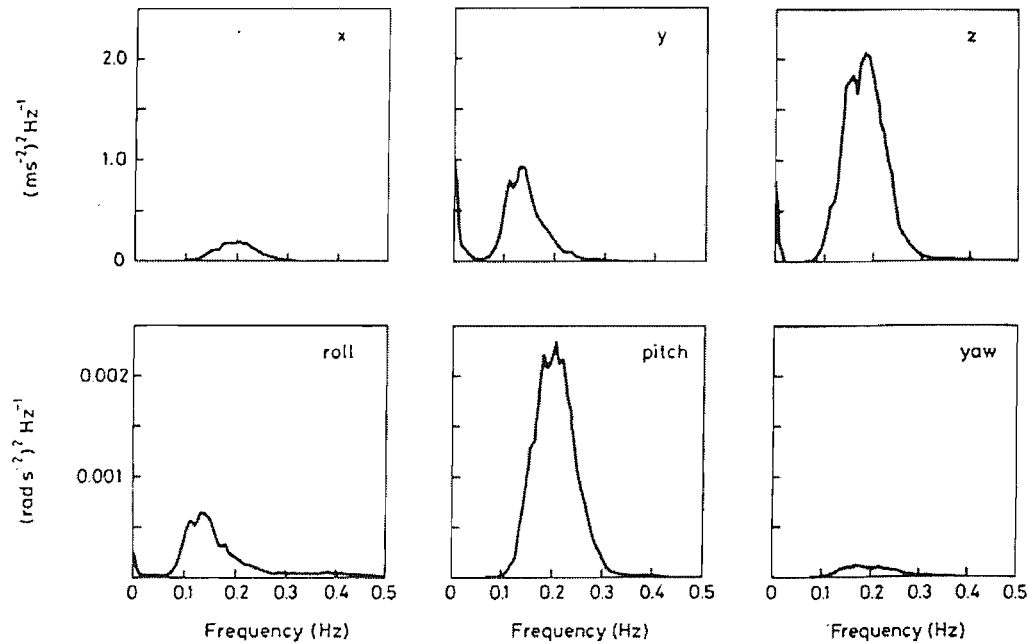 x
y
z
2.0
1.0
0
(ms⁻²)² Hz⁻¹
roll
pitch
yaw
0.002
0.001
(rad s⁻²)² Hz⁻¹
0 0.1 0.2 0.3 0.4 0.5
0 0.1 0.2 0.3 0.4 0.5
0 0.1 0.2 0.3 0.4 0.5
Frequency (Hz)
Frequency (Hz)
Frequency (Hz)